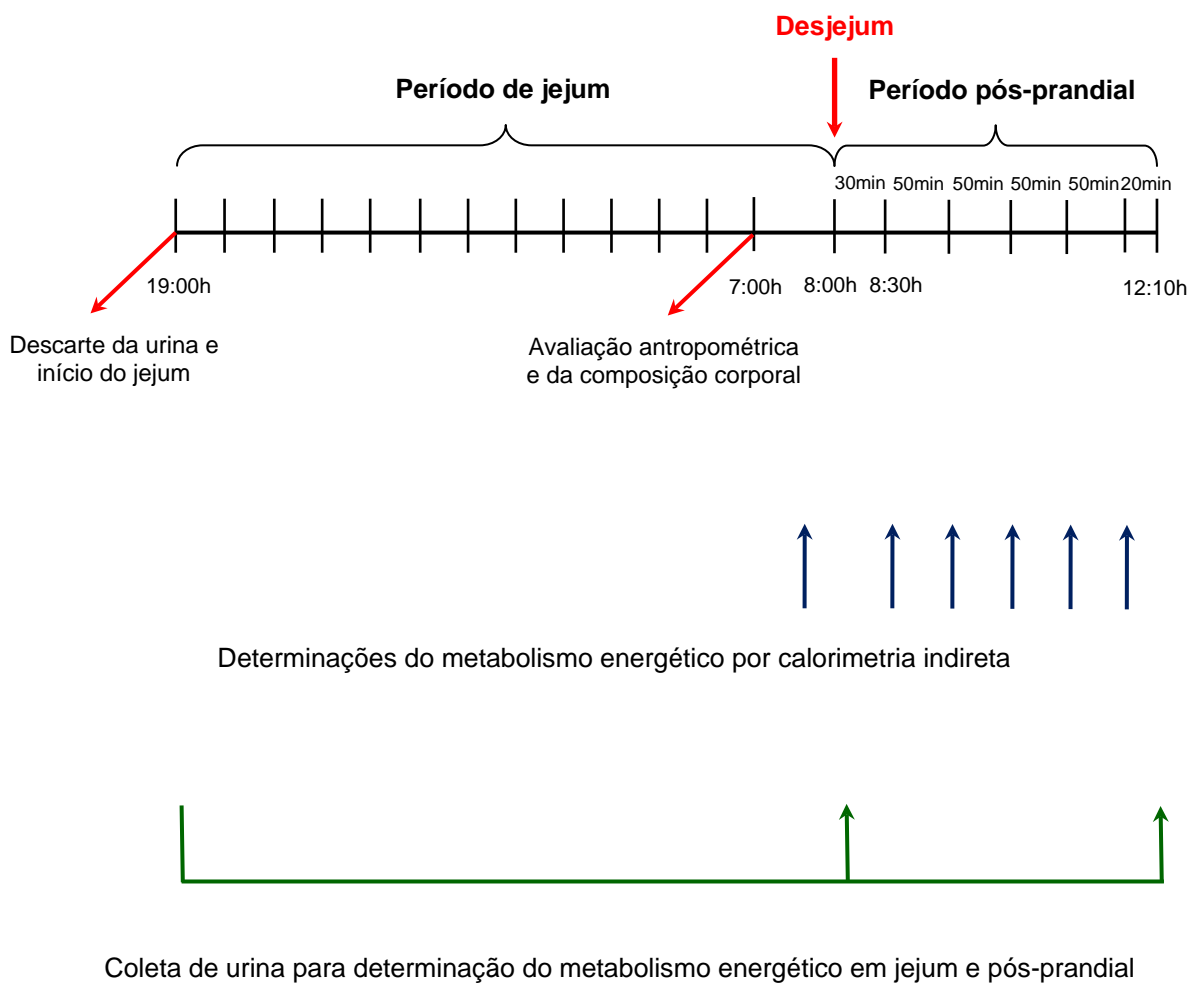 Desjejum
Período de jejum
Período pós-prandial
30min 50min 50min 50min 50min 20min
19:00h
7:00h 8:00h 8:30h
12:10h
Descarte da urina e
início do jejum
Avaliação antropométrica
e da composição corporal
Determinações do metabolismo energético por calorimetria indireta
Coleta de urina para determinação do metabolismo energético em jejum e pós-prandial